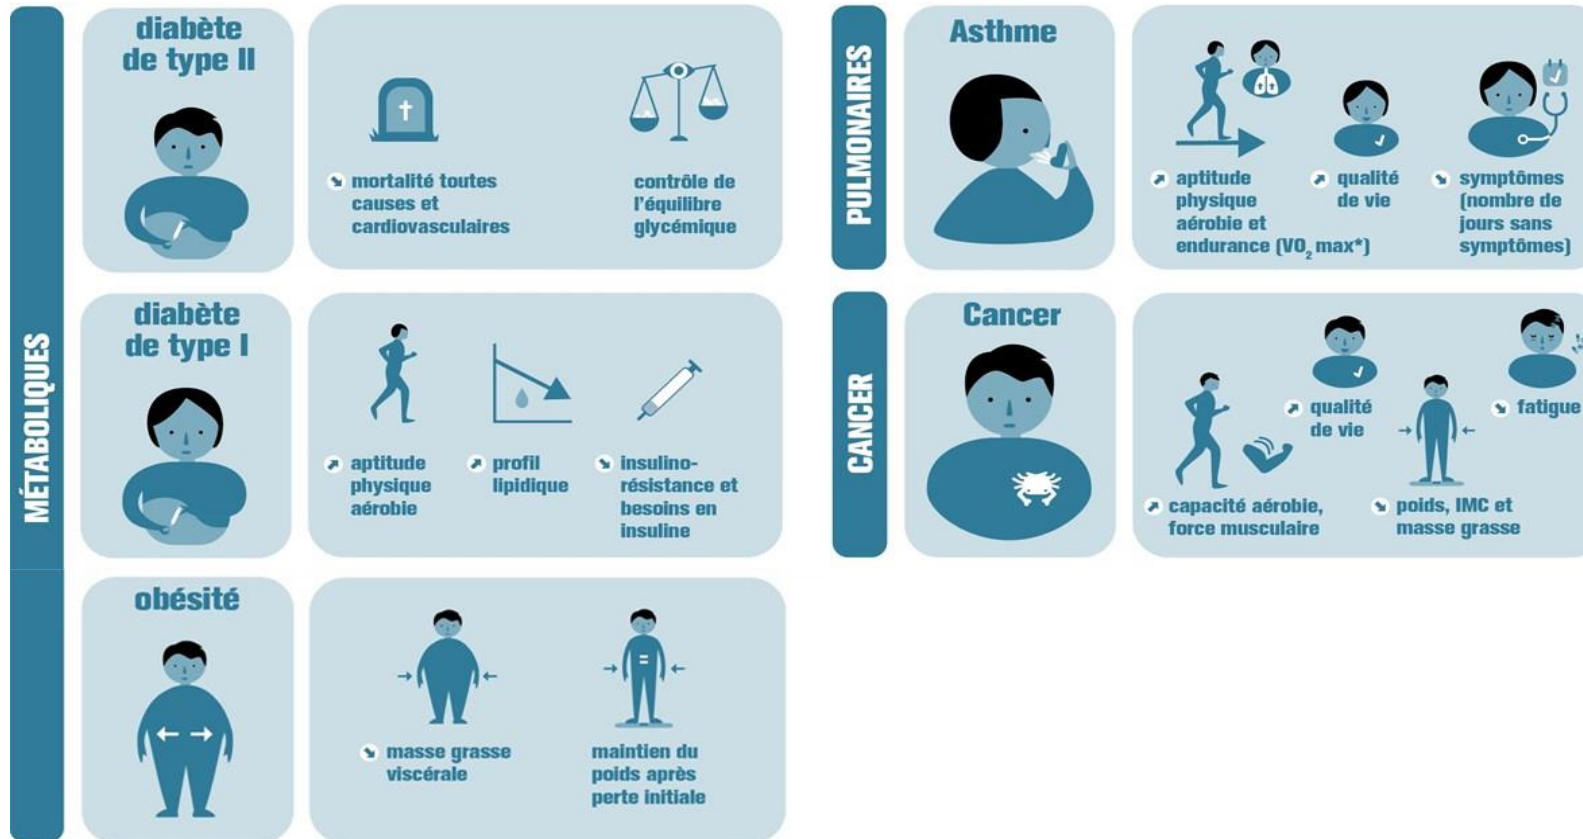 MÉTABOLIQUES
diabète
de type II
mortalité toutes
causes et
cardiovasculaires
contrôle de
l'équilibre
glycémique
diabète
de type I
aptitude
physique
aérobie
profil
lipidique
insulino-
résistance et
besoins en
insuline
obésité
masse grasse
viscérale
maintien du
poids après
perte initiale
PULMONAIRES
Asthme
aptitude
physique
aérobie et
endurance (VO₂ max*)
qualité
de vie
symptômes
(nombre de
jours sans
symptômes)
CANCER
Cancer
capacité aérobie,
force musculaire
qualité
de vie
poids, IMC et
masse grasse
fatigue